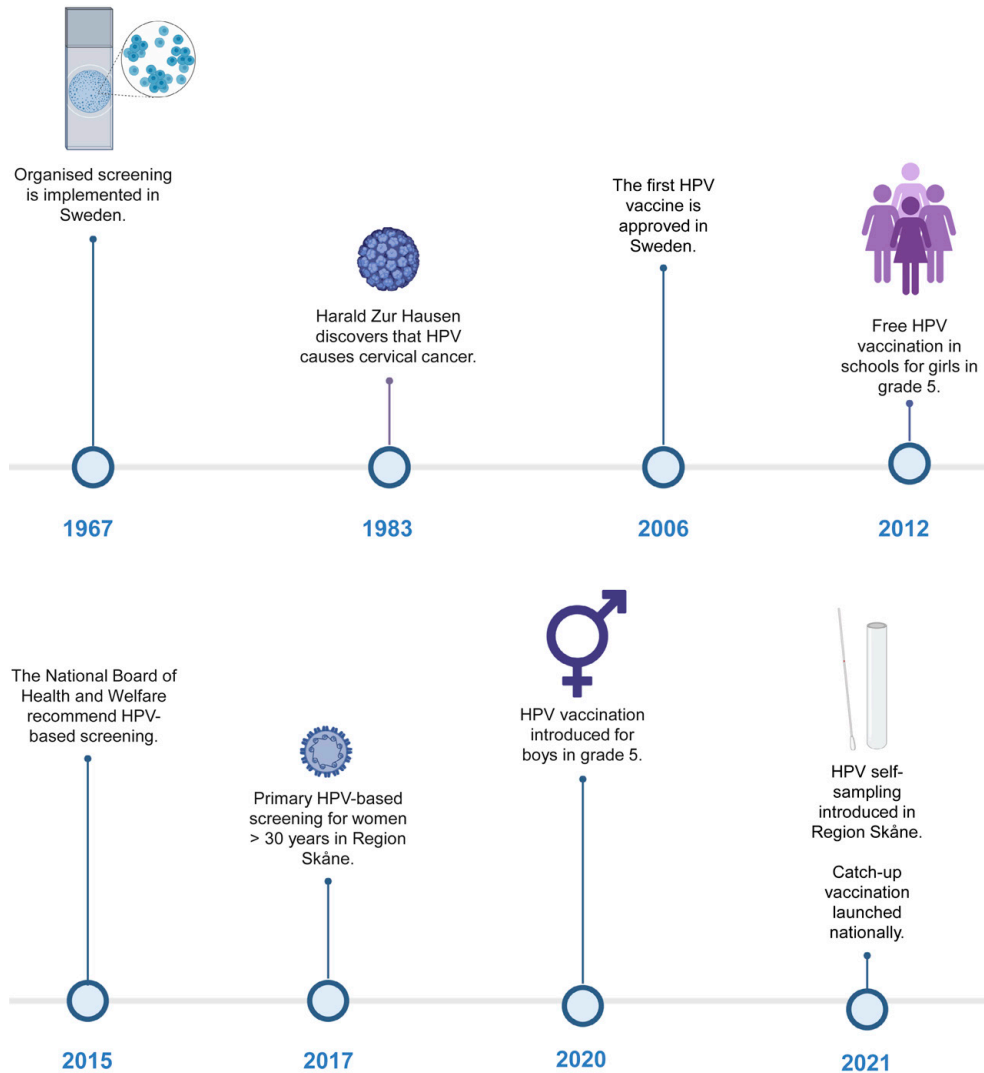 Organised screening
is implemented in
Sweden.
Harald Zur Hausen
discovers that HPV
causes cervical cancer.
The first HPV
vaccine is
approved in
Sweden.
Free HPV
vaccination in
schools for girls in
grade 5.
1967
1983
2006
2012
The National Board of
Health and Welfare
recommend HPV-
based screening.
Primary HPV-based
screening for women
> 30 years in Region
Skåne.
HPV vaccination
introduced for
boys in grade 5.
HPV self-
sampling
introduced in
Region Skåne.
Catch-up
vaccination
launched
nationally.
2015
2017
2020
2021